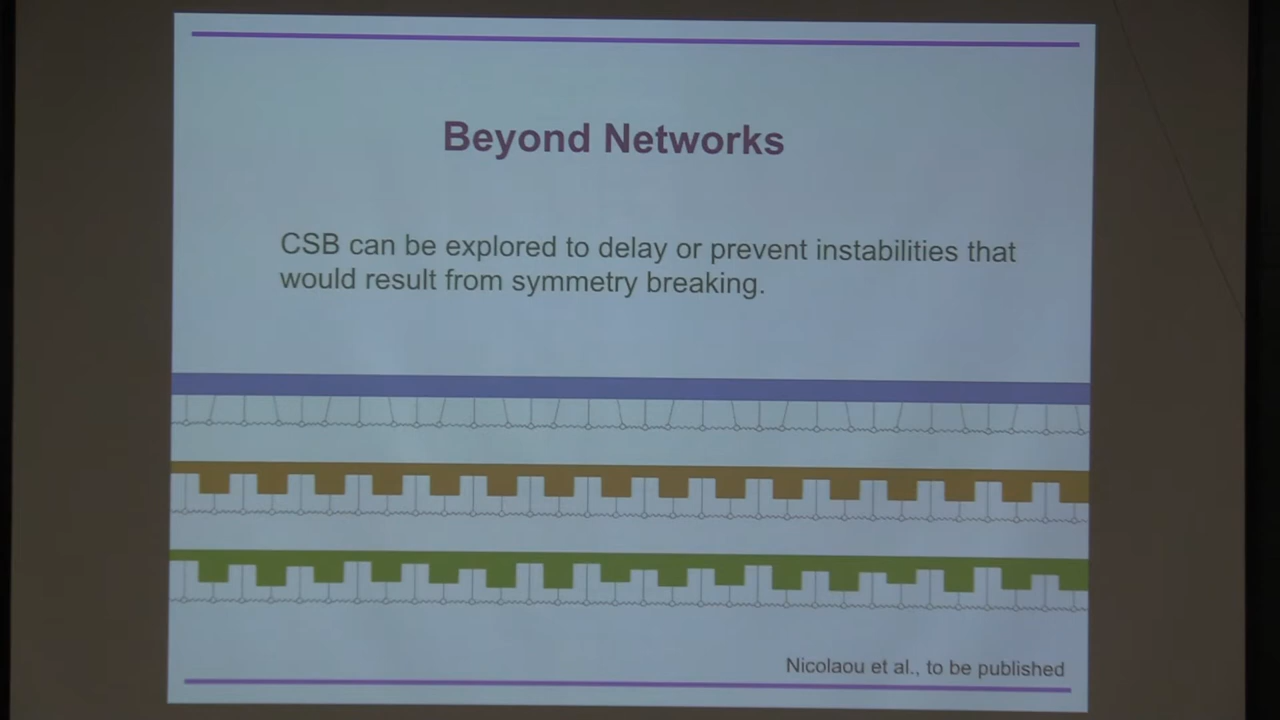 Beyond Networks
CSB can be explored to delay or prevent instabilities that
would result from symmetry breaking.
Nicolaou et al., to be published